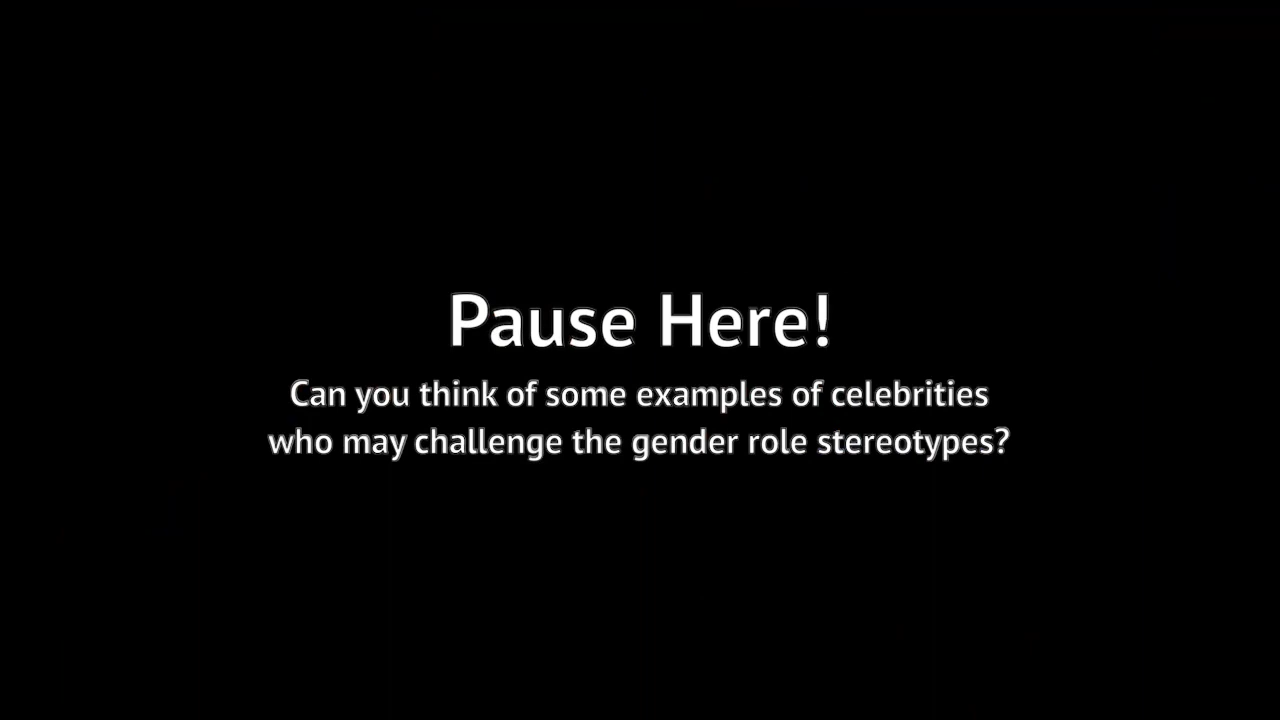 Pause Here!
Can you think of some examples of celebrities
who may challenge the gender role stereotypes?